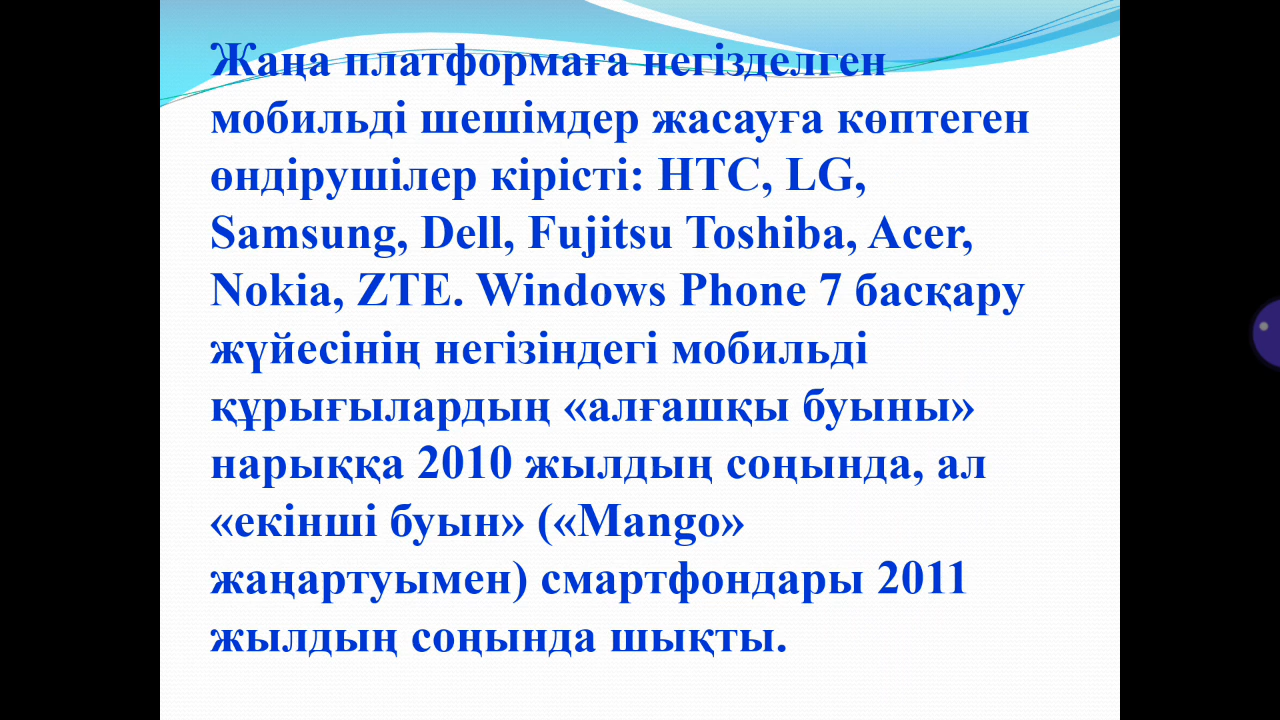 Жаңа платформаға негізделген
мобильді шешімдер жасауға көптеген
өндірушілер кірісті: HTC, LG,
Samsung, Dell, Fujitsu Toshiba, Acer,
Nokia, ZTE. Windows Phone 7 басқару
жүйесінің негізіндегі мобильді
құрығылардың «алғашқы буыны»
нарыққа 2010 жылдың соңында, ал
«екінші буын» («Mango»
жаңартуымен) смартфондары 2011
жылдың соңында шықты.